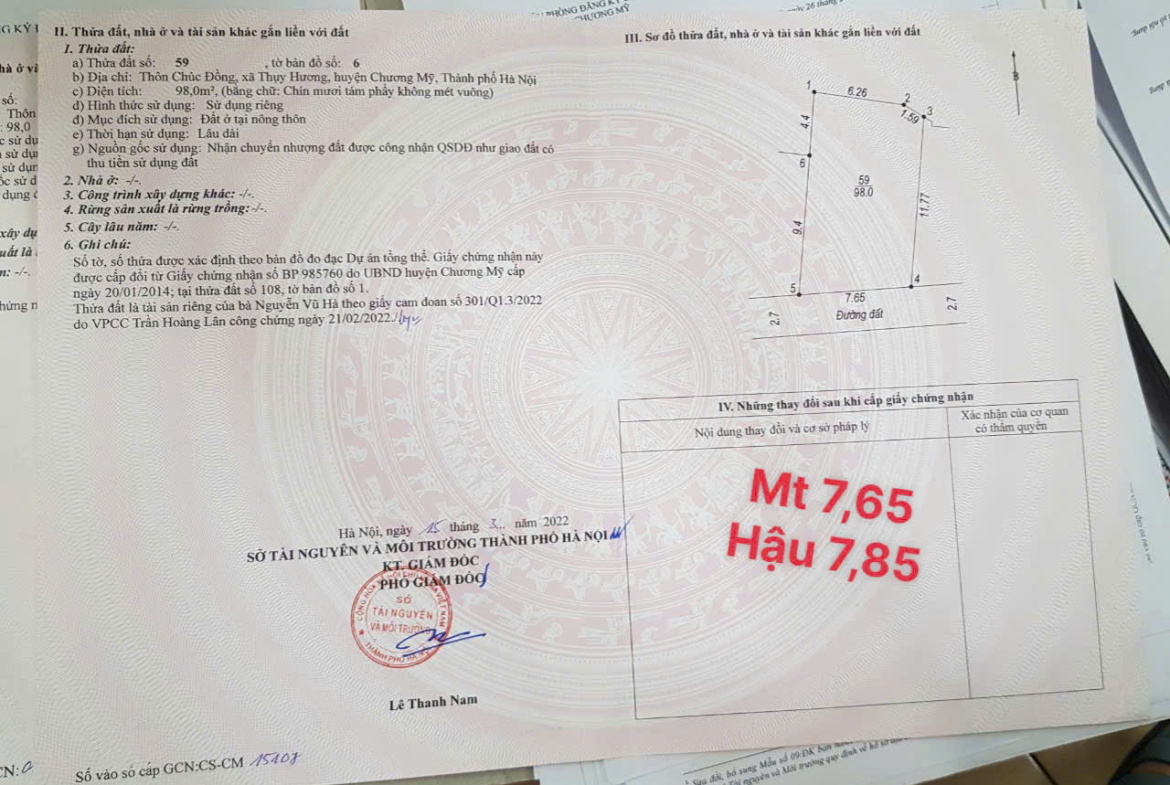 II. Thửa đất, nhà ở và tài sản khác gắn liền với đất
1. Thửa đất:
a) Thửa đất số: 59 , tờ bản đồ số: 6
b) Địa chỉ: Thôn Chúc Đồng, xã Thụy Hương, huyện Chương Mỹ, Thành phố Hà Nội
c) Diện tích: 98,0m², (bằng chữ: Chín mươi tám phẩy không mét vuông)
d) Hình thức sử dụng: Sử dụng riêng
đ) Mục đích sử dụng: Đất ở tại nông thôn
e) Thời hạn sử dụng: Lâu dài
g) Nguồn gốc sử dụng: Nhận chuyển nhượng đất được công nhận QSDĐ như giao đất có
thu tiền sử dụng đất
2. Nhà ở: -/-.
3. Công trình xây dựng khác: -/-.
4. Rừng sản xuất là rừng trồng: -/-.
5. Cây lâu năm: -/-.
6. Ghi chú:
Số tờ, số thửa được xác định theo bản đồ đo đạc Dự án tổng thể. Giấy chứng nhận này
được cấp đổi từ Giấy chứng nhận số BP 985760 do UBND huyện Chương Mỹ cấp
ngày 20/01/2014; tại thửa đất số 108, tờ bản đồ số 1.
Thửa đất là tài sản riêng của bà Nguyễn Vũ Hà theo giấy cam đoan số 301/Q1.3/2022
do VPCC Trần Hoàng Lân công chứng ngày 21/02/2022./
Hà Nội, ngày 15 tháng 3 năm 2022
SỞ TÀI NGUYÊN VÀ MÔI TRƯỜNG THÀNH PHỐ HÀ NỘI
KT. GIÁM ĐỐC
PHÓ GIÁM ĐỐC
SỞ
TÀI NGUYÊN
VÀ MÔI TRƯỜNG
THÀNH PHỐ HÀ NỘI
Lê Thanh Nam
Số vào sổ cấp GCN:CS-CM 15107
III. Sơ đồ thửa đất, nhà ở và tài sản khác gắn liền với đất
B
1
6.26
2
1.59
3
4.4
6
59
98.0
11.77
9.4
5
4
7.65
2.7
Đường đất
2.7
IV. Những thay đổi sau khi cấp giấy chứng nhận
Nội dung thay đổi và cơ sở pháp lý
Xác nhận của cơ quan
có thẩm quyền
Mt 7,65
Hậu 7,85